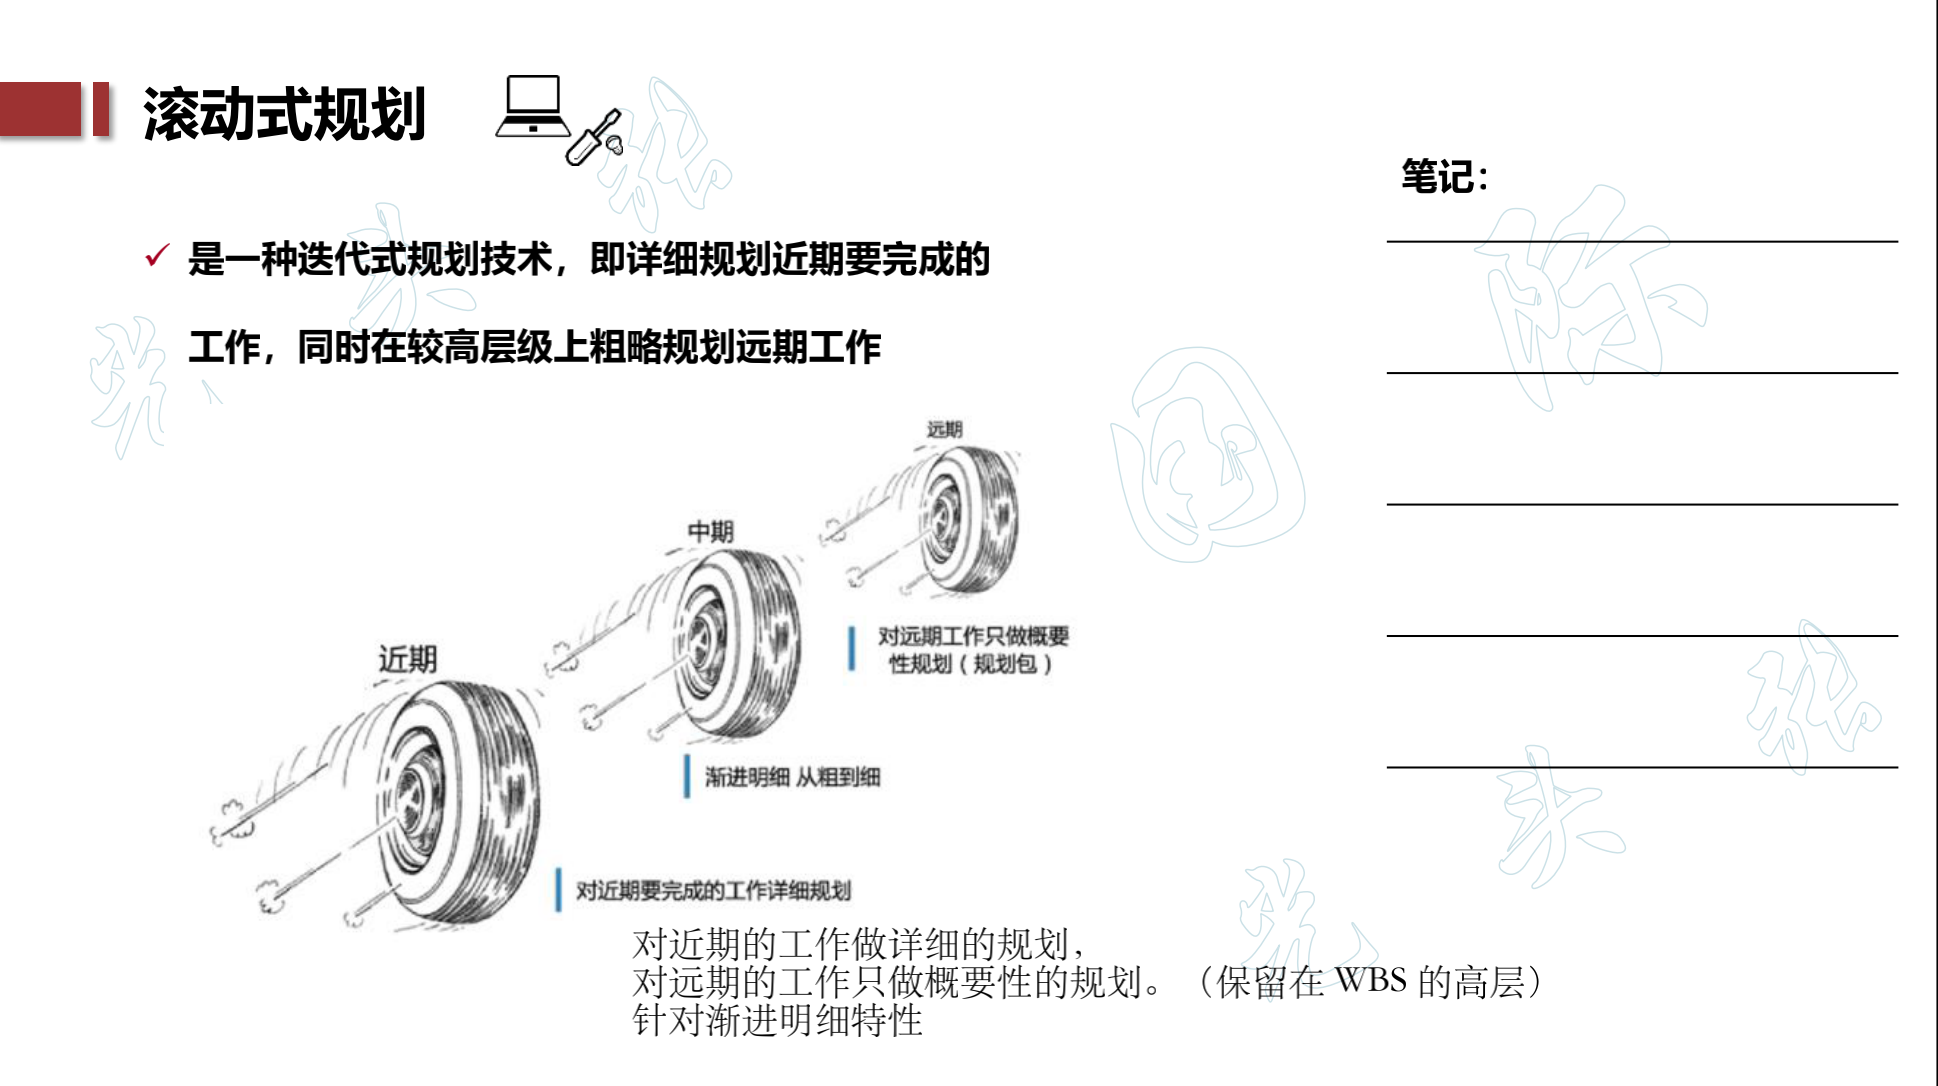 滚动式规划
笔记：
是一种迭代式规划技术，即详细规划近期要完成的
工作，同时在较高层级上粗略规划远期工作
远期
中期
近期
对远期工作只做概要
性规划（规划包）
渐进明细 从粗到细
对近期要完成的工作详细规划
对近期的工作做详细的规划，
对远期的工作只做概要性的规划。（保留在 WBS 的高层）
针对渐进明细特性